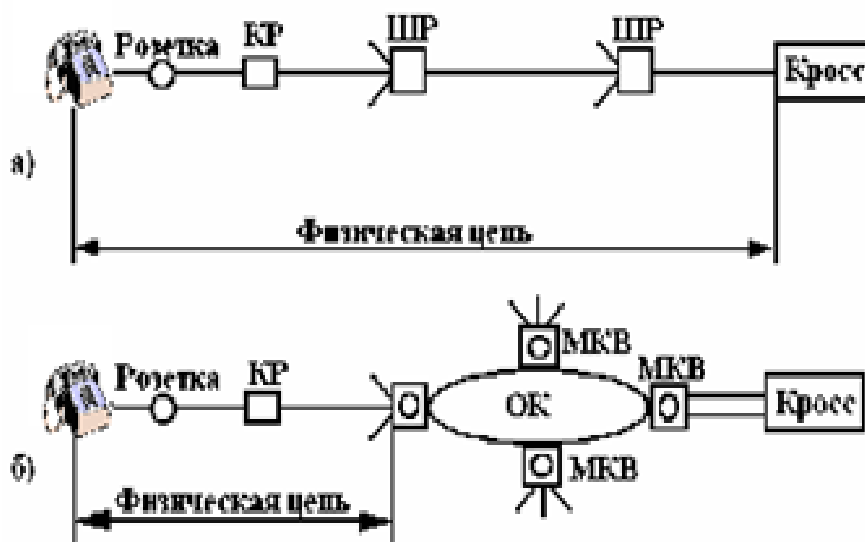 Розетка КР ШР ШР Кросс
а)
Физическая цепь
Розетка КР МКВ МКВ
ОК Кросс
МКВ
б)
Физическая цепь